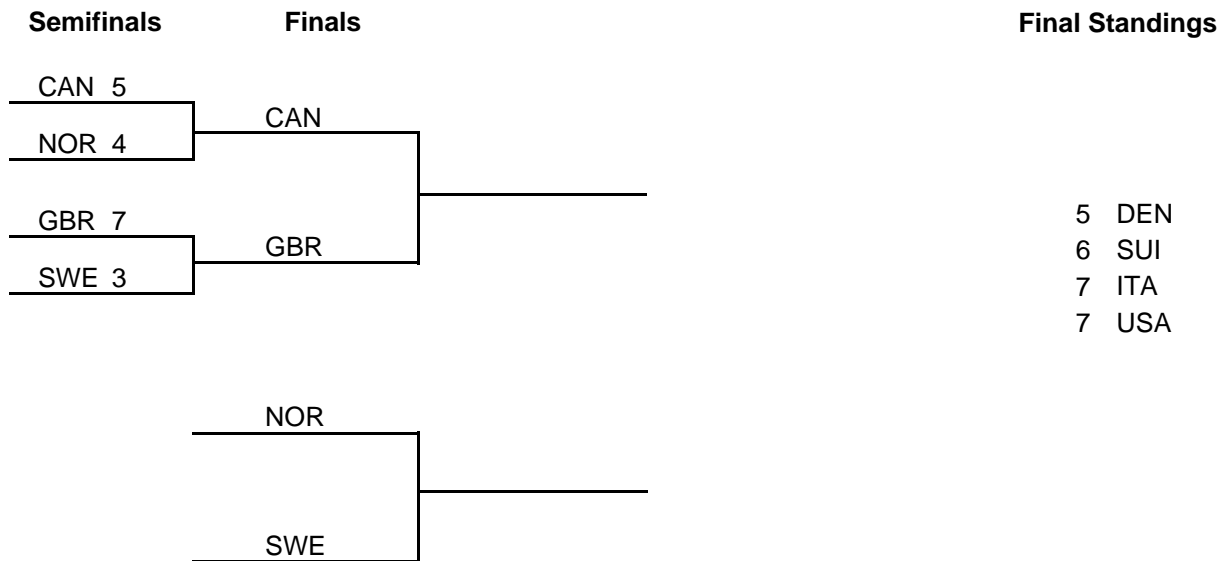 Semifinals Finals Final Standings
CAN 5
CAN
NOR 4
GBR 7
GBR
SWE 3
5 DEN
6 SUI
7 ITA
7 USA
NOR
SWE